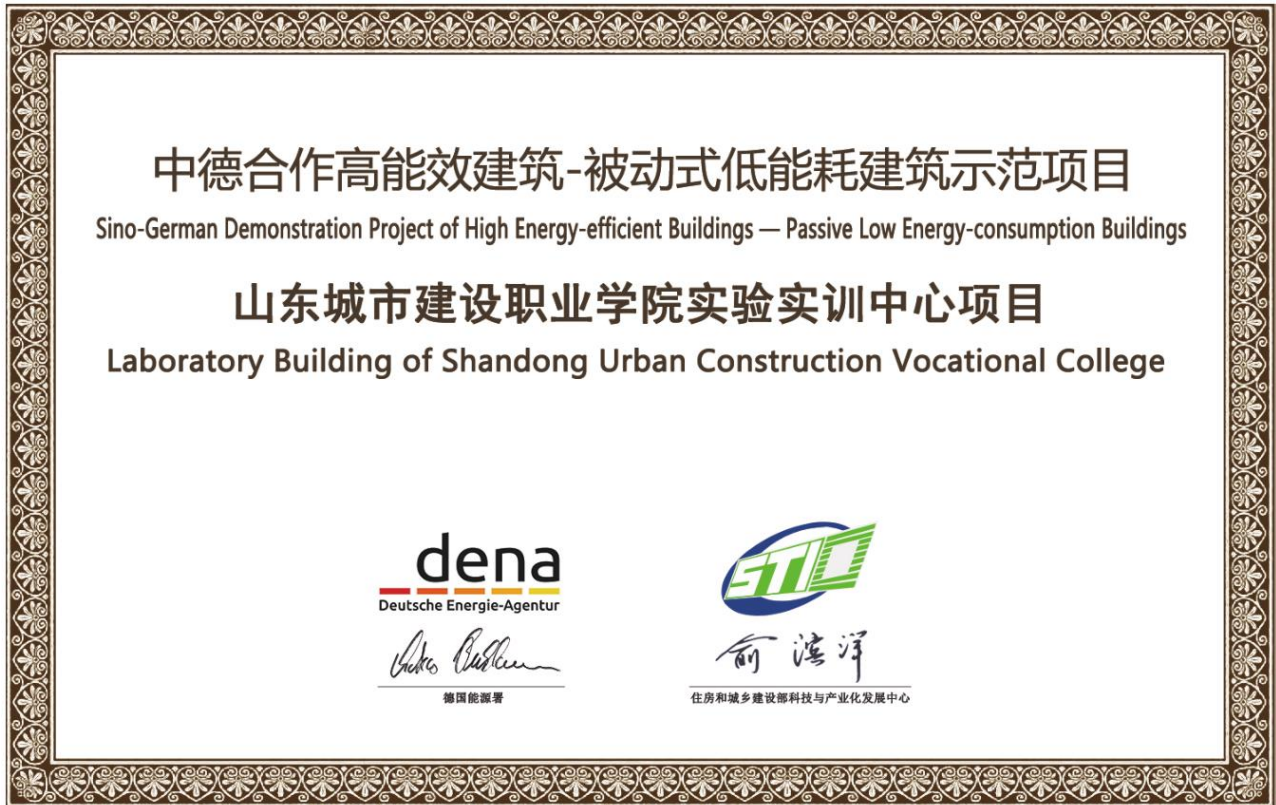 中德合作高能效建筑-被动式低能耗建筑示范项目
Sino-German Demonstration Project of High Energy-efficient Buildings — Passive Low Energy-consumption Buildings
山东城市建设职业学院实验实训中心项目
Laboratory Building of Shandong Urban Construction Vocational College
dena
Deutsche Energie-Agentur
德国能源署
STI
俞滨洋
住房和城乡建设部科技与产业化发展中心